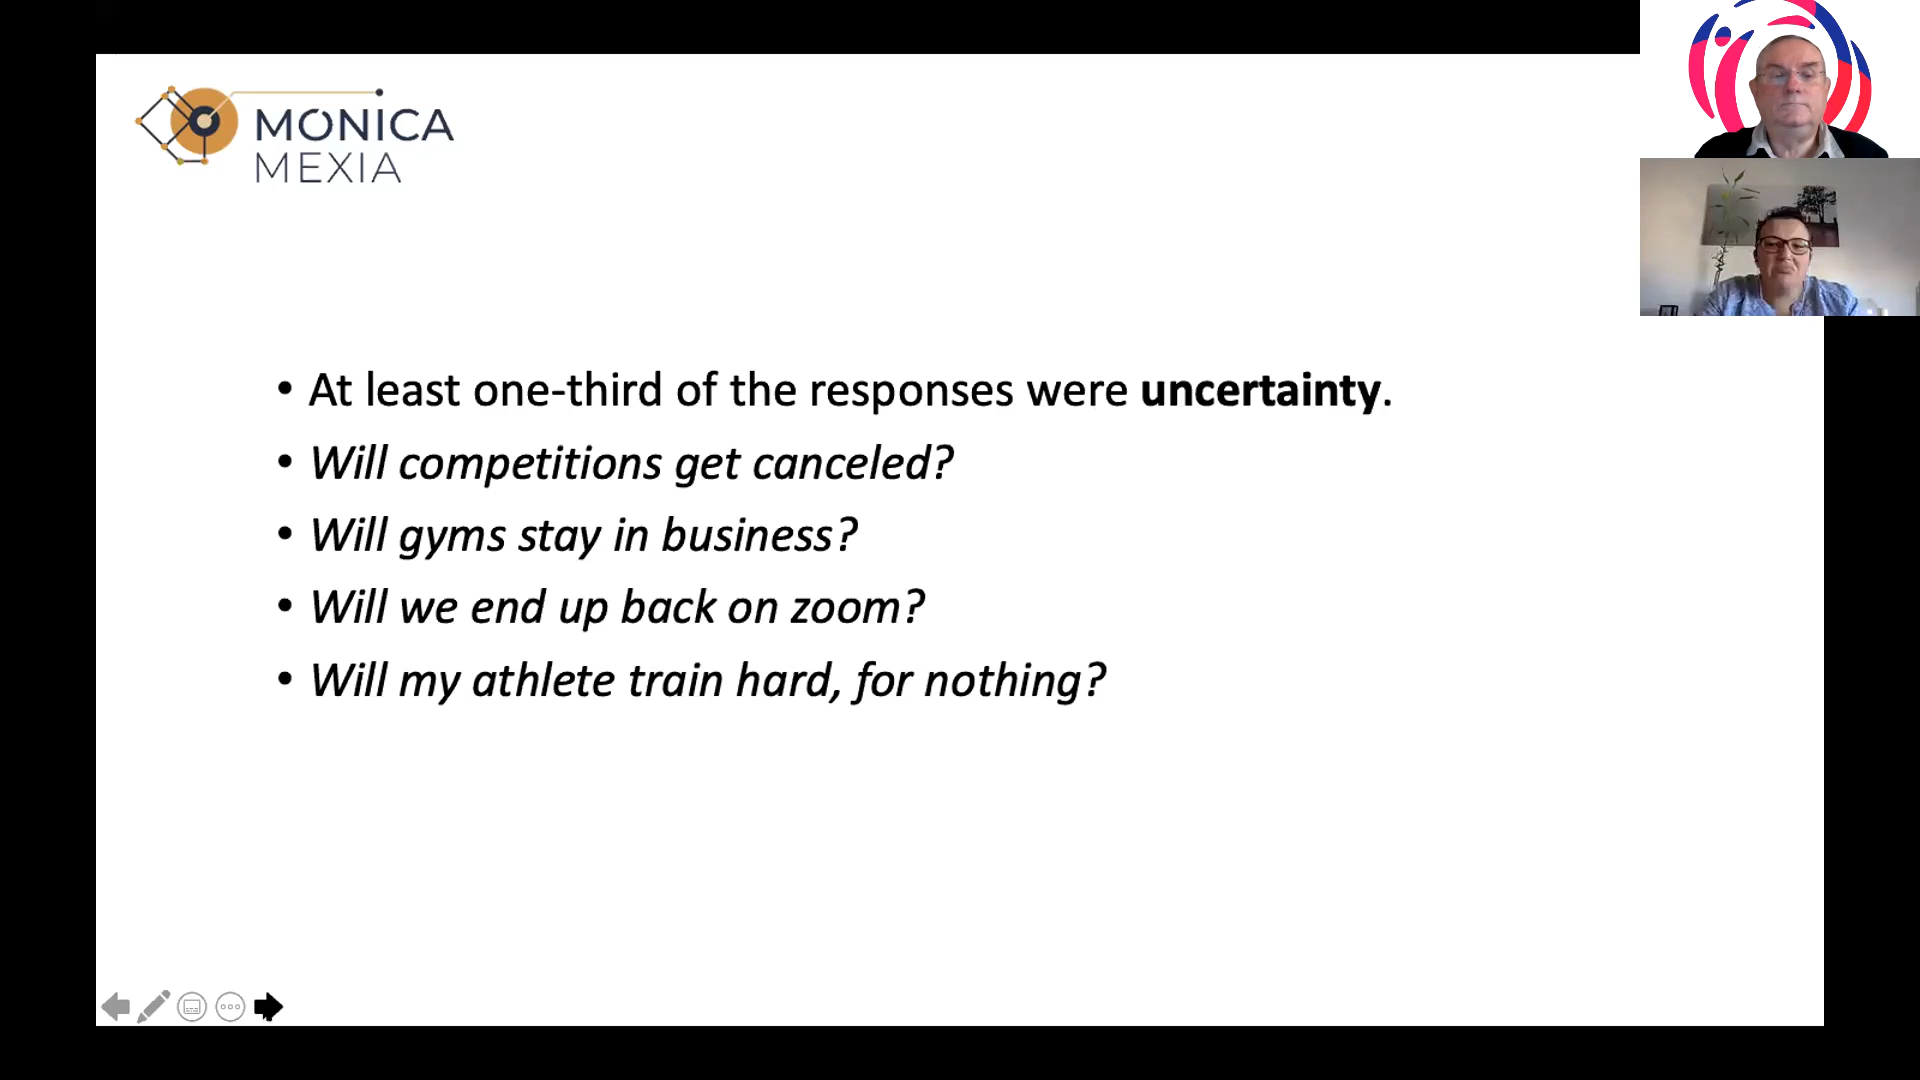 MONICA
MEXIA
• At least one-third of the responses were uncertainty.
• Will competitions get canceled?
• Will gyms stay in business?
• Will we end up back on zoom?
• Will my athlete train hard, for nothing?